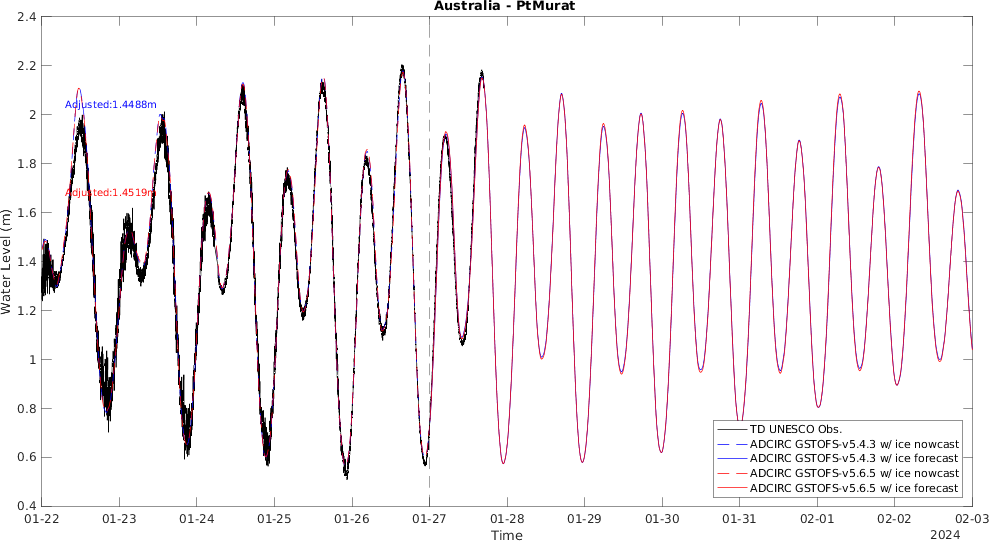 Australia - PtMurat
2.4
2.2
2
1.8
1.6
1.4
1.2
1
0.8
0.6
0.4
Water Level (m)
Adjusted:1.4488m
Adjusted:1.4519m
TD UNESCO Obs.
ADCIRC GSTOFS-v5.4.3 w/ ice nowcast
ADCIRC GSTOFS-v5.4.3 w/ ice forecast
ADCIRC GSTOFS-v5.6.5 w/ ice nowcast
ADCIRC GSTOFS-v5.6.5 w/ ice forecast
01-22 01-23 01-24 01-25 01-26 01-27 01-28 01-29 01-30 01-31 02-01 02-02 02-03
Time
2024